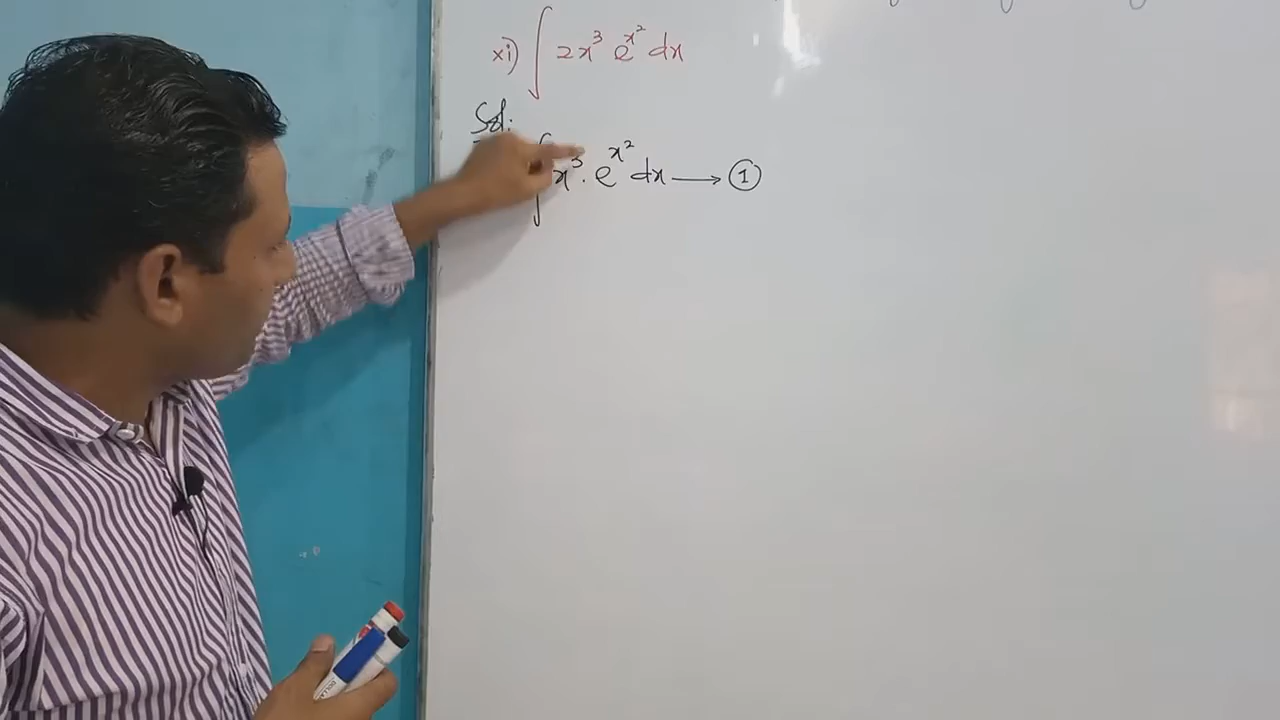 xi) ∫ 2x³ e^{x²} dx
Sol:
∫ x³ . e^{x²} dx ⟶ ①